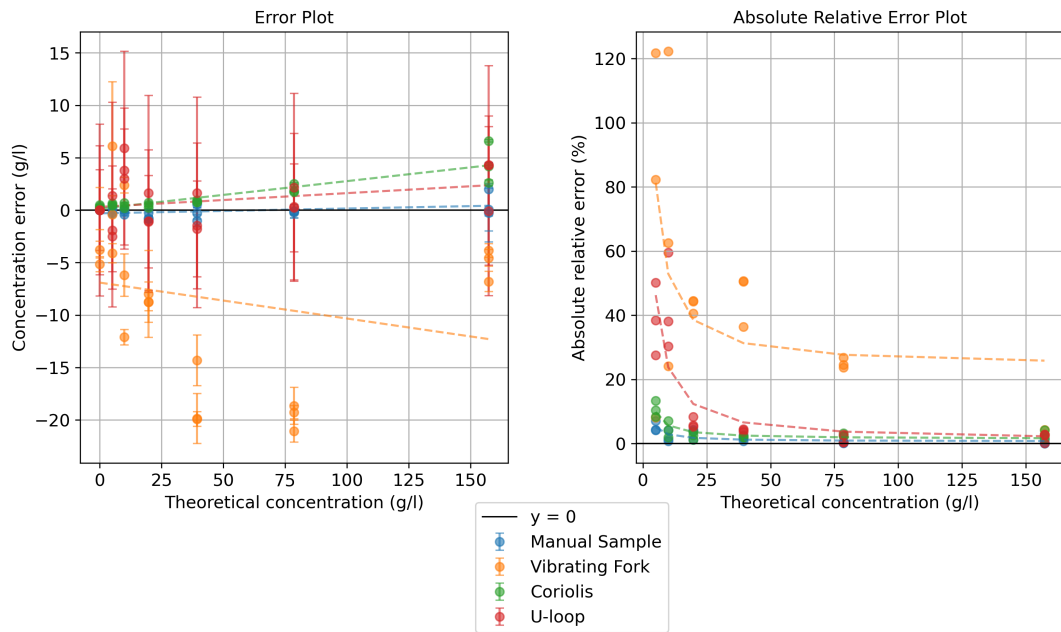 Error Plot
Concentration error (g/l)
15
10
5
0
−5
−10
−15
−20
0 25 50 75 100 125 150
Theoretical concentration (g/l)
Absolute Relative Error Plot
Absolute relative error (%)
120
100
80
60
40
20
0
0 25 50 75 100 125 150
Theoretical concentration (g/l)
y = 0
Manual Sample
Vibrating Fork
Coriolis
U-loop